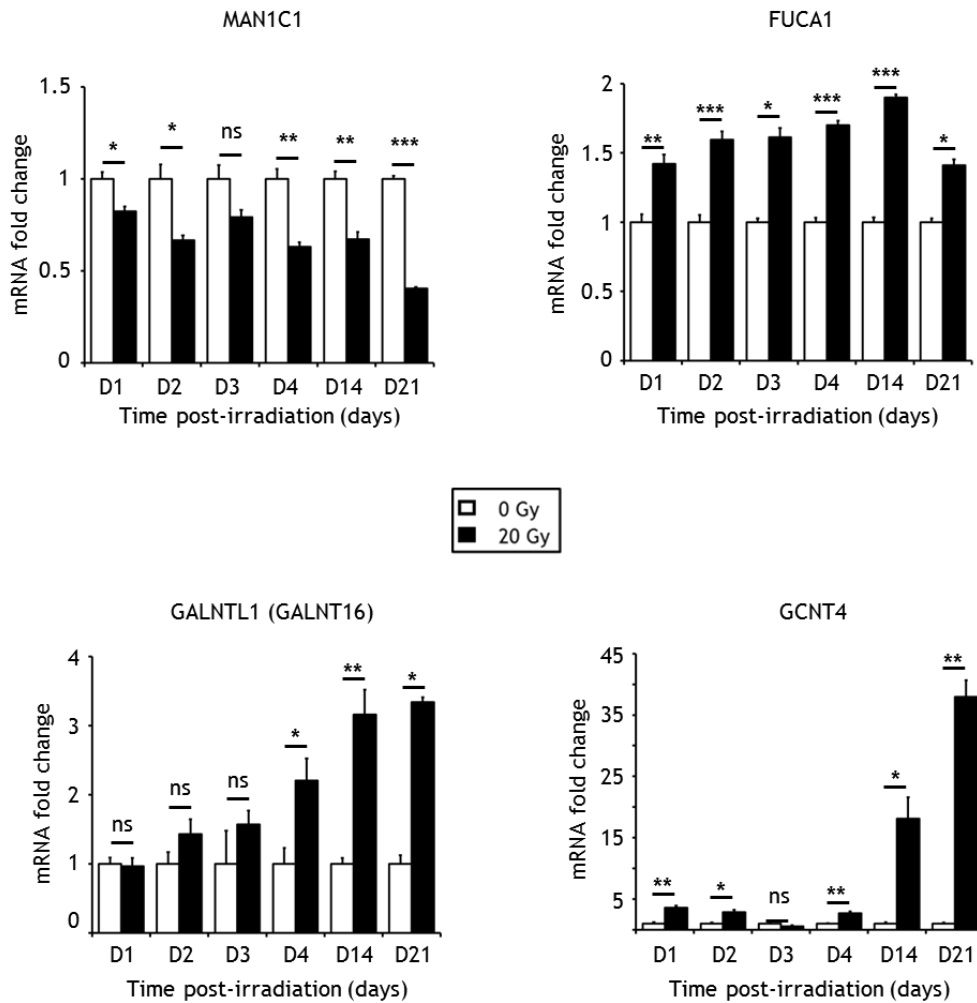 MAN1C1
FUCA1
mRNA fold change
1.5
1
0.5
0
*
*
ns
**
**
***
D1 D2 D3 D4 D14 D21
Time post-irradiation (days)
mRNA fold change
2
1.5
1
0.5
0
**
***
*
***
***
*
D1 D2 D3 D4 D14 D21
Time post-irradiation (days)
0 Gy
20 Gy
GALNTL1 (GALNT16)
GCNT4
mRNA fold change
4
3
2
1
0
ns
ns
ns
*
**
*
D1 D2 D3 D4 D14 D21
Time post-irradiation (days)
mRNA fold change
45
35
25
15
5
**
*
ns
**
*
**
D1 D2 D3 D4 D14 D21
Time post-irradiation (days)